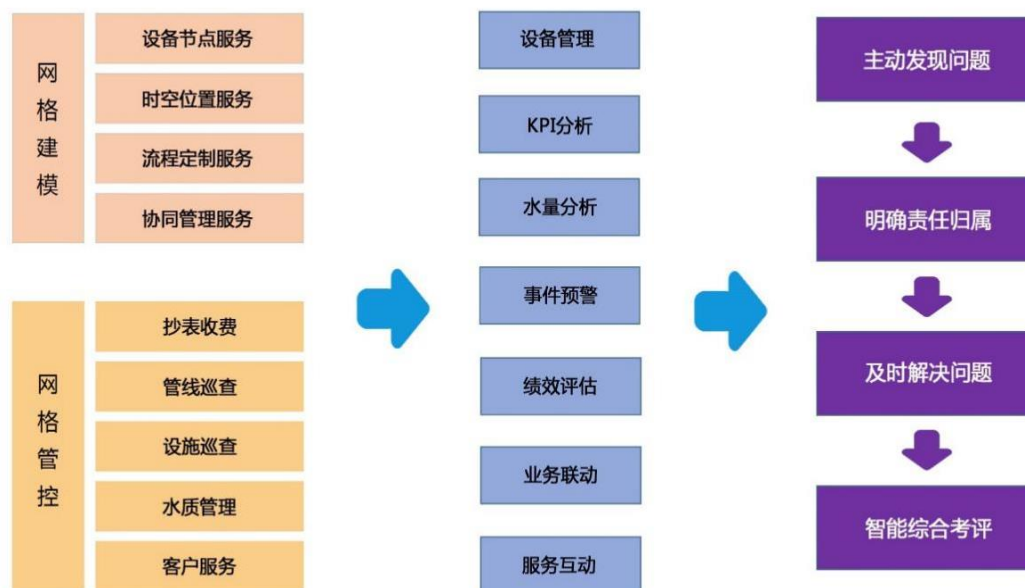 网格建模
设备节点服务
时空位置服务
流程定制服务
协同管理服务
网格管控
抄表收费
管线巡查
设施巡查
水质管理
客户服务
设备管理
KPI分析
水量分析
事件预警
绩效评估
业务联动
服务互动
主动发现问题
明确责任归属
及时解决问题
智能综合考评